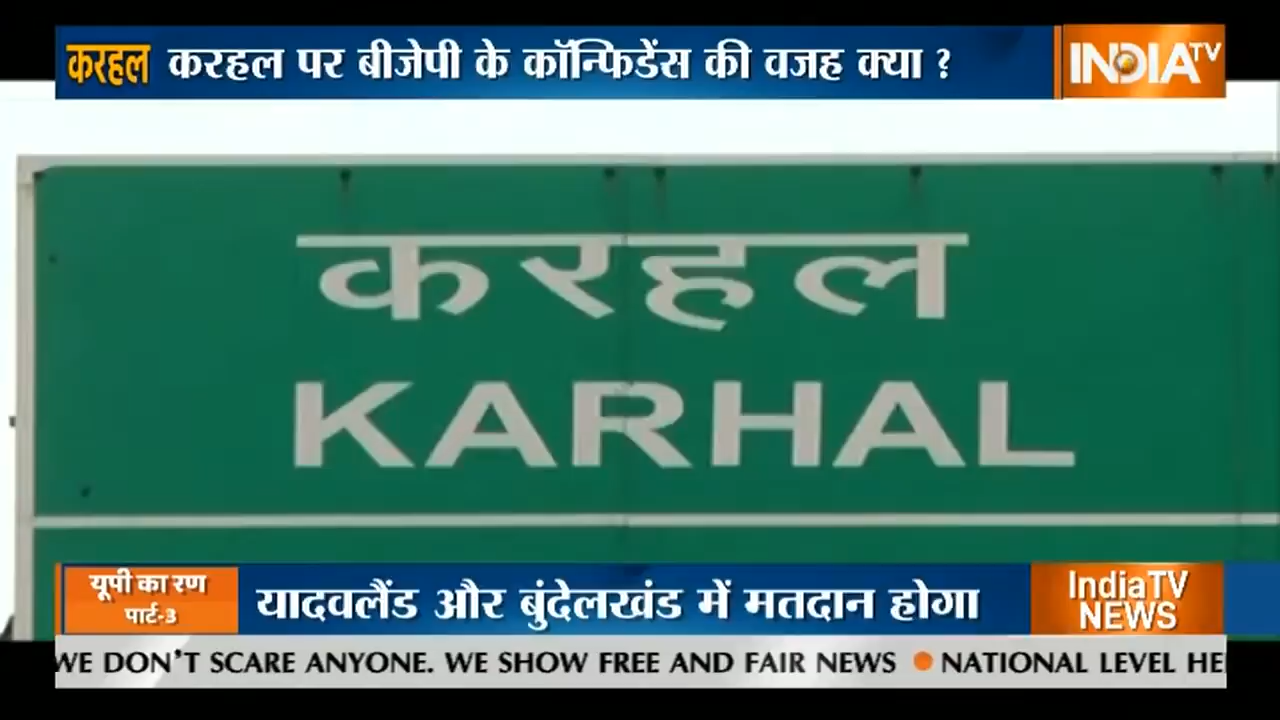 करहल करहल पर बीजेपी के कॉन्फिडेंस की वजह क्या ? INDIA TV
करहल
KARHAL
यूपी का रण
पार्ट-3
यादवलैंड और बुंदेलखंड में मतदान होगा
IndiaTV
NEWS
WE DON'T SCARE ANYONE. WE SHOW FREE AND FAIR NEWS NATIONAL LEVEL